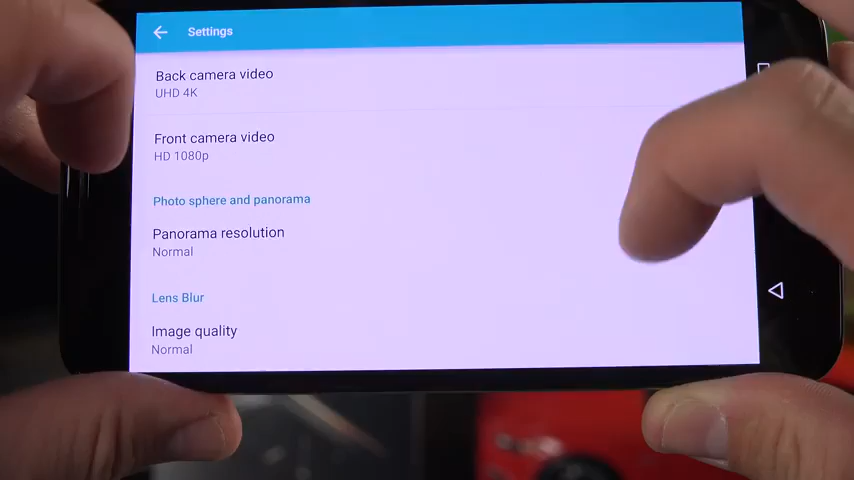 Settings
Back camera video
UHD 4K
Front camera video
HD 1080p
Photo sphere and panorama
Panorama resolution
Normal
Lens Blur
Image quality
Normal